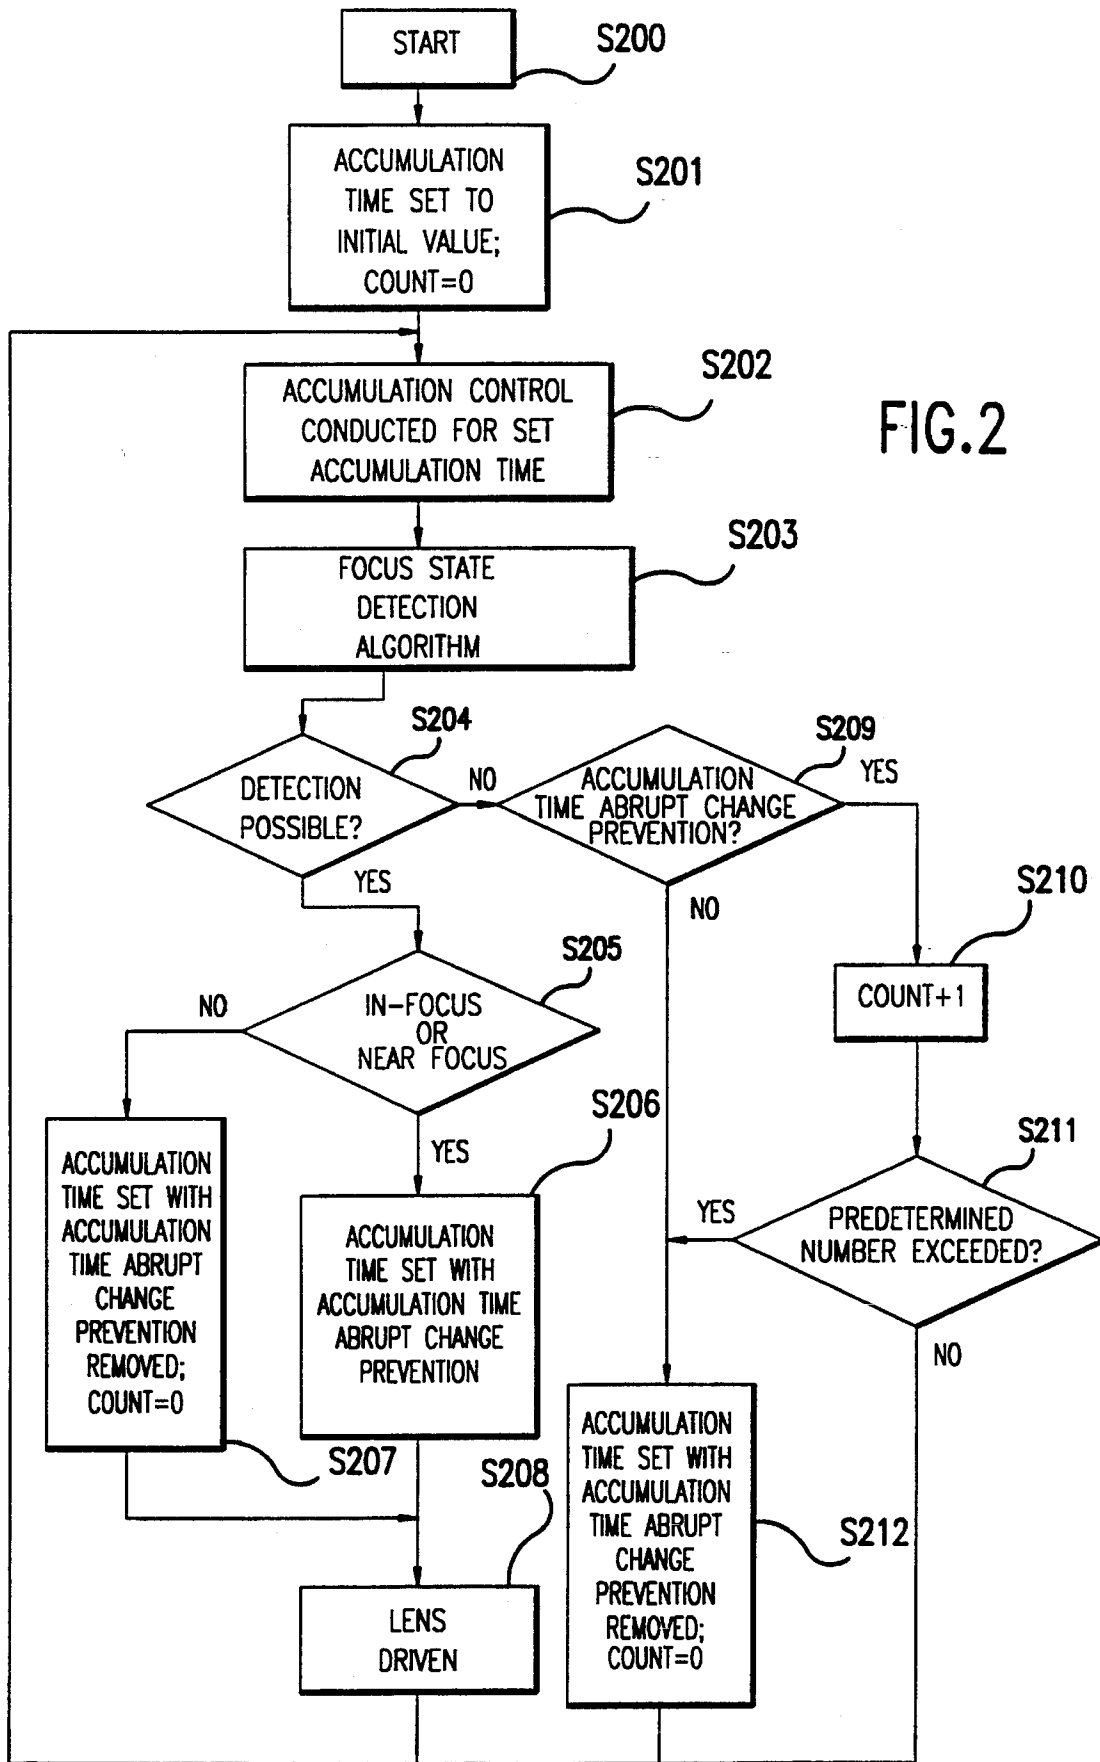 START
S200
ACCUMULATION
TIME SET TO
INITIAL VALUE;
COUNT=0
S201
ACCUMULATION CONTROL
CONDUCTED FOR SET
ACCUMULATION TIME
S202
FIG.2
FOCUS STATE
DETECTION
ALGORITHM
S203
DETECTION
POSSIBLE?
S204
NO
YES
ACCUMULATION
TIME ABRUPT CHANGE
PREVENTION?
S209
YES
NO
IN-FOCUS
OR
NEAR FOCUS
S205
NO
YES
COUNT+1
S210
PREDETERMINED
NUMBER EXCEEDED?
S211
YES
NO
ACCUMULATION
TIME SET WITH
ACCUMULATION
TIME ABRUPT
CHANGE
PREVENTION
REMOVED;
COUNT=0
S207
ACCUMULATION
TIME SET WITH
ACCUMULATION TIME
ABRUPT CHANGE
PREVENTION
S206
LENS
DRIVEN
S208
ACCUMULATION
TIME SET WITH
ACCUMULATION
TIME ABRUPT
CHANGE
PREVENTION
REMOVED;
COUNT=0
S212